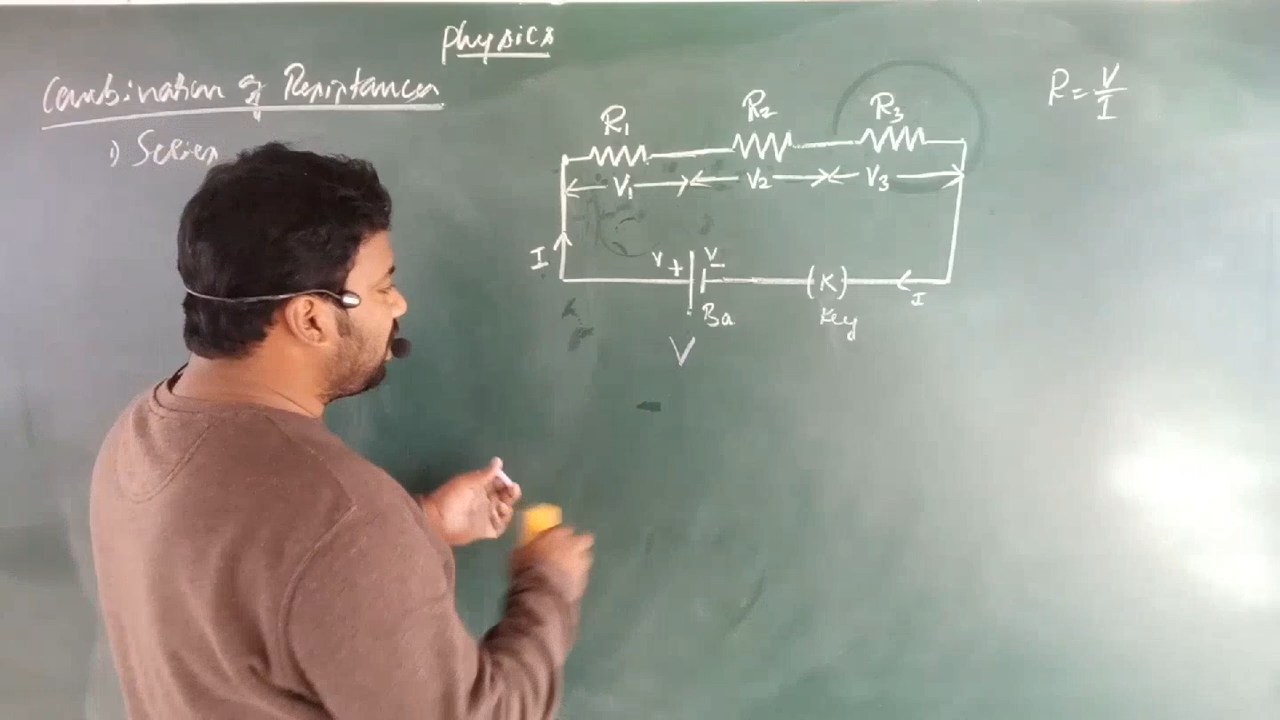 Physics
Combination of Resistances
1) Series
R = V/I
R1 R2 R3
V1 V2 V3
I
V + V -
(K)
I
Ba
Key
V